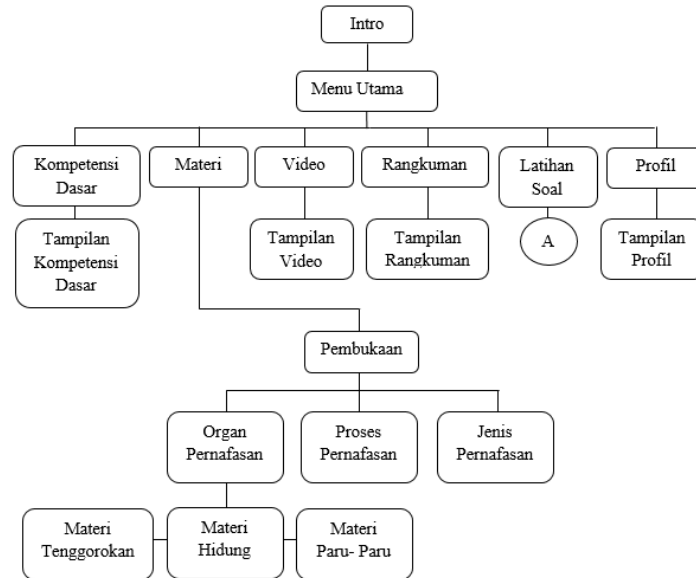 Intro
Menu Utama
Kompetensi
Dasar
Materi
Video
Rangkuman
Latihan
Soal
Profil
Tampilan
Kompetensi
Dasar
Tampilan
Video
Tampilan
Rangkuman
A
Tampilan
Profil
Pembukaan
Organ
Pernafasan
Proses
Pernafasan
Jenis
Pernafasan
Materi
Tenggorokan
Materi
Hidung
Materi
Paru- Paru